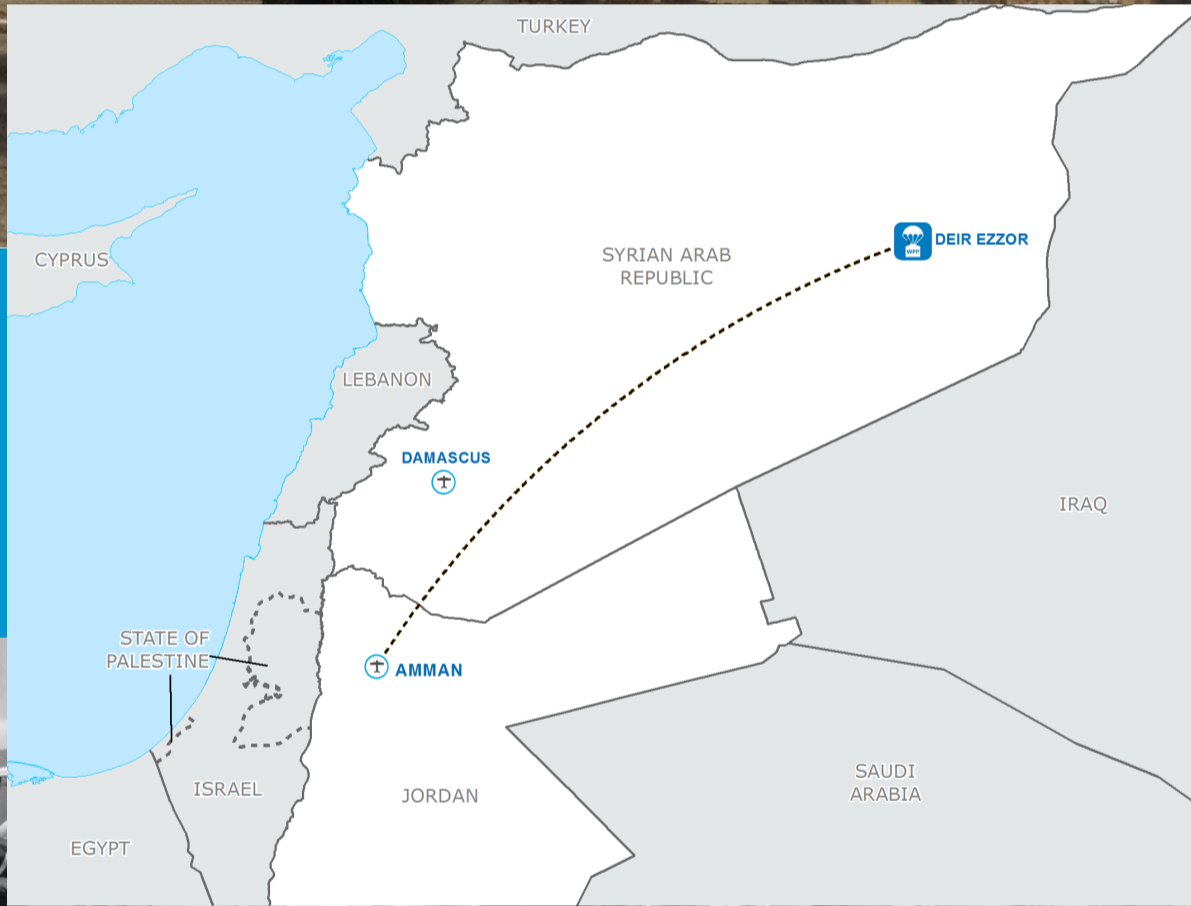 TURKEY
CYPRUS
SYRIAN ARAB
REPUBLIC
WFP
DEIR EZZOR
LEBANON
DAMASCUS
IRAQ
STATE OF
PALESTINE
AMMAN
ISRAEL
JORDAN
SAUDI
ARABIA
EGYPT